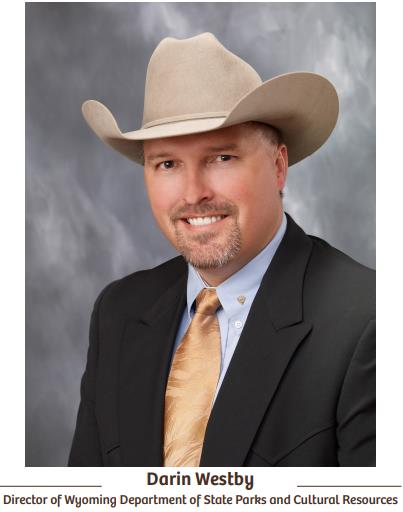 Darin Westby
Director of Wyoming Department of State Parks and Cultural Resources